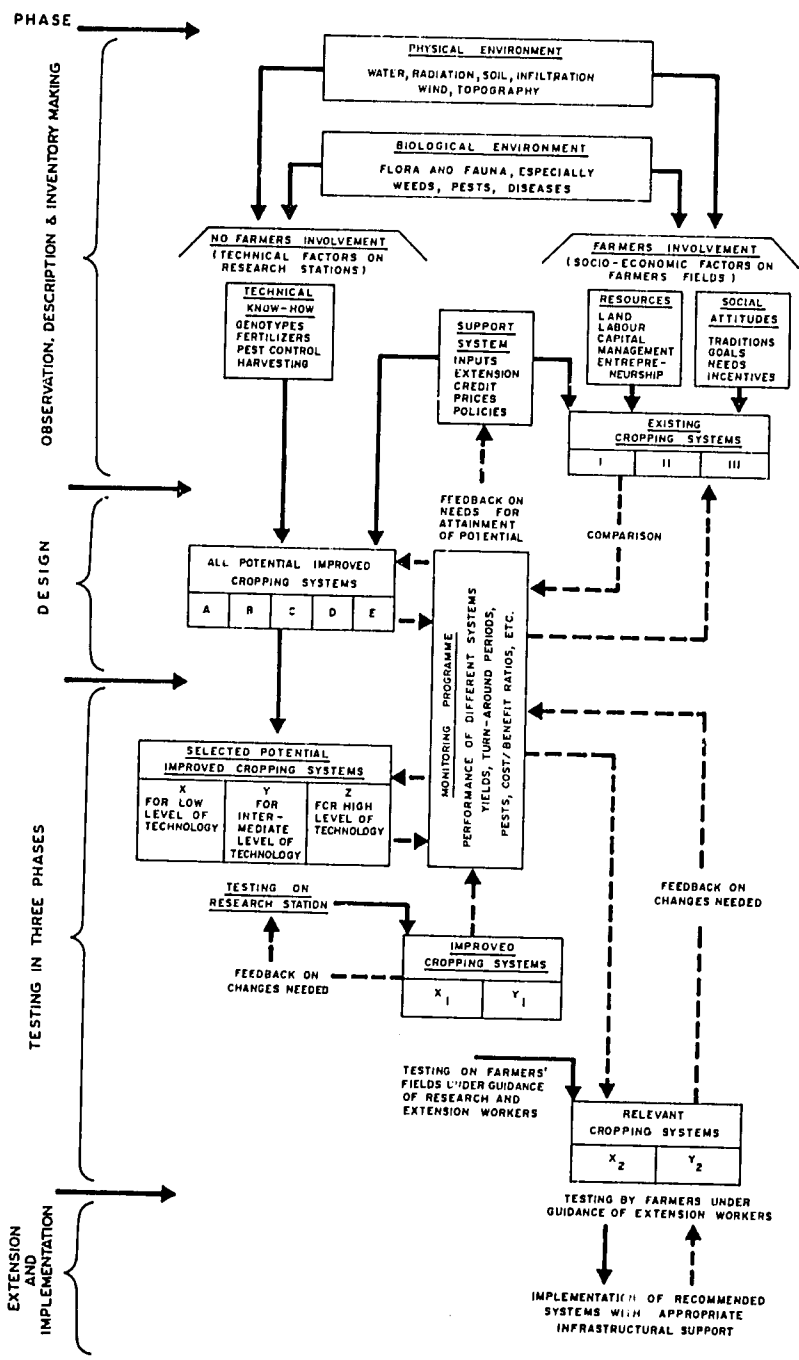 PHASE
PHYSICAL ENVIRONMENT
WATER, RADIATION, SOIL, INFILTRATION
WIND, TOPOGRAPHY
BIOLOGICAL ENVIRONMENT
FLORA AND FAUNA, ESPECIALLY
WEEDS, PESTS, DISEASES
OBSERVATION, DESCRIPTION & INVENTORY MAKING
NO FARMERS INVOLVEMENT
(TECHNICAL FACTORS ON
RESEARCH STATIONS)
FARMERS INVOLVEMENT
(SOCIO-ECONOMIC FACTORS ON
FARMERS FIELDS)
TECHNICAL
KNOW-HOW
GENOTYPES
FERTILIZERS
PEST CONTROL
HARVESTING
SUPPORT
SYSTEM
INPUTS
EXTENSION
CREDIT
PRICES
POLICIES
RESOURCES
LAND
LABOUR
CAPITAL
MANAGEMENT
ENTREPRE-
NEURSHIP
SOCIAL
ATTITUDES
TRADITIONS
GOALS
NEEDS
INCENTIVES
EXISTING
CROPPING SYSTEMS
I II III
FEEDBACK ON
NEEDS FOR
ATTAINMENT
OF POTENTIAL
COMPARISON
DESIGN
ALL POTENTIAL IMPROVED
CROPPING SYSTEMS
A B C D E
MONITORING PROGRAMME
PERFORMANCE OF DIFFERENT SYSTEMS
YIELDS, TURN-AROUND PERIODS,
PESTS, COST/BENEFIT RATIOS, ETC.
TESTING IN THREE PHASES
SELECTED POTENTIAL
IMPROVED CROPPING SYSTEMS
X
FOR LOW
LEVEL OF
TECHNOLOGY
Y
FOR
INTER-
MEDIATE
LEVEL OF
TECHNOLOGY
Z
FOR HIGH
LEVEL OF
TECHNOLOGY
TESTING ON
RESEARCH STATION
FEEDBACK ON
CHANGES NEEDED
IMPROVED
CROPPING SYSTEMS
X1 Y1
FEEDBACK ON
CHANGES NEEDED
TESTING ON FARMERS'
FIELDS UNDER GUIDANCE
OF RESEARCH AND
EXTENSION WORKERS
RELEVANT
CROPPING SYSTEMS
X2 Y2
TESTING BY FARMERS UNDER
GUIDANCE OF EXTENSION WORKERS
EXTENSION
AND
IMPLEMENTATION
IMPLEMENTATION OF RECOMMENDED
SYSTEMS WITH APPROPRIATE
INFRASTRUCTURAL SUPPORT